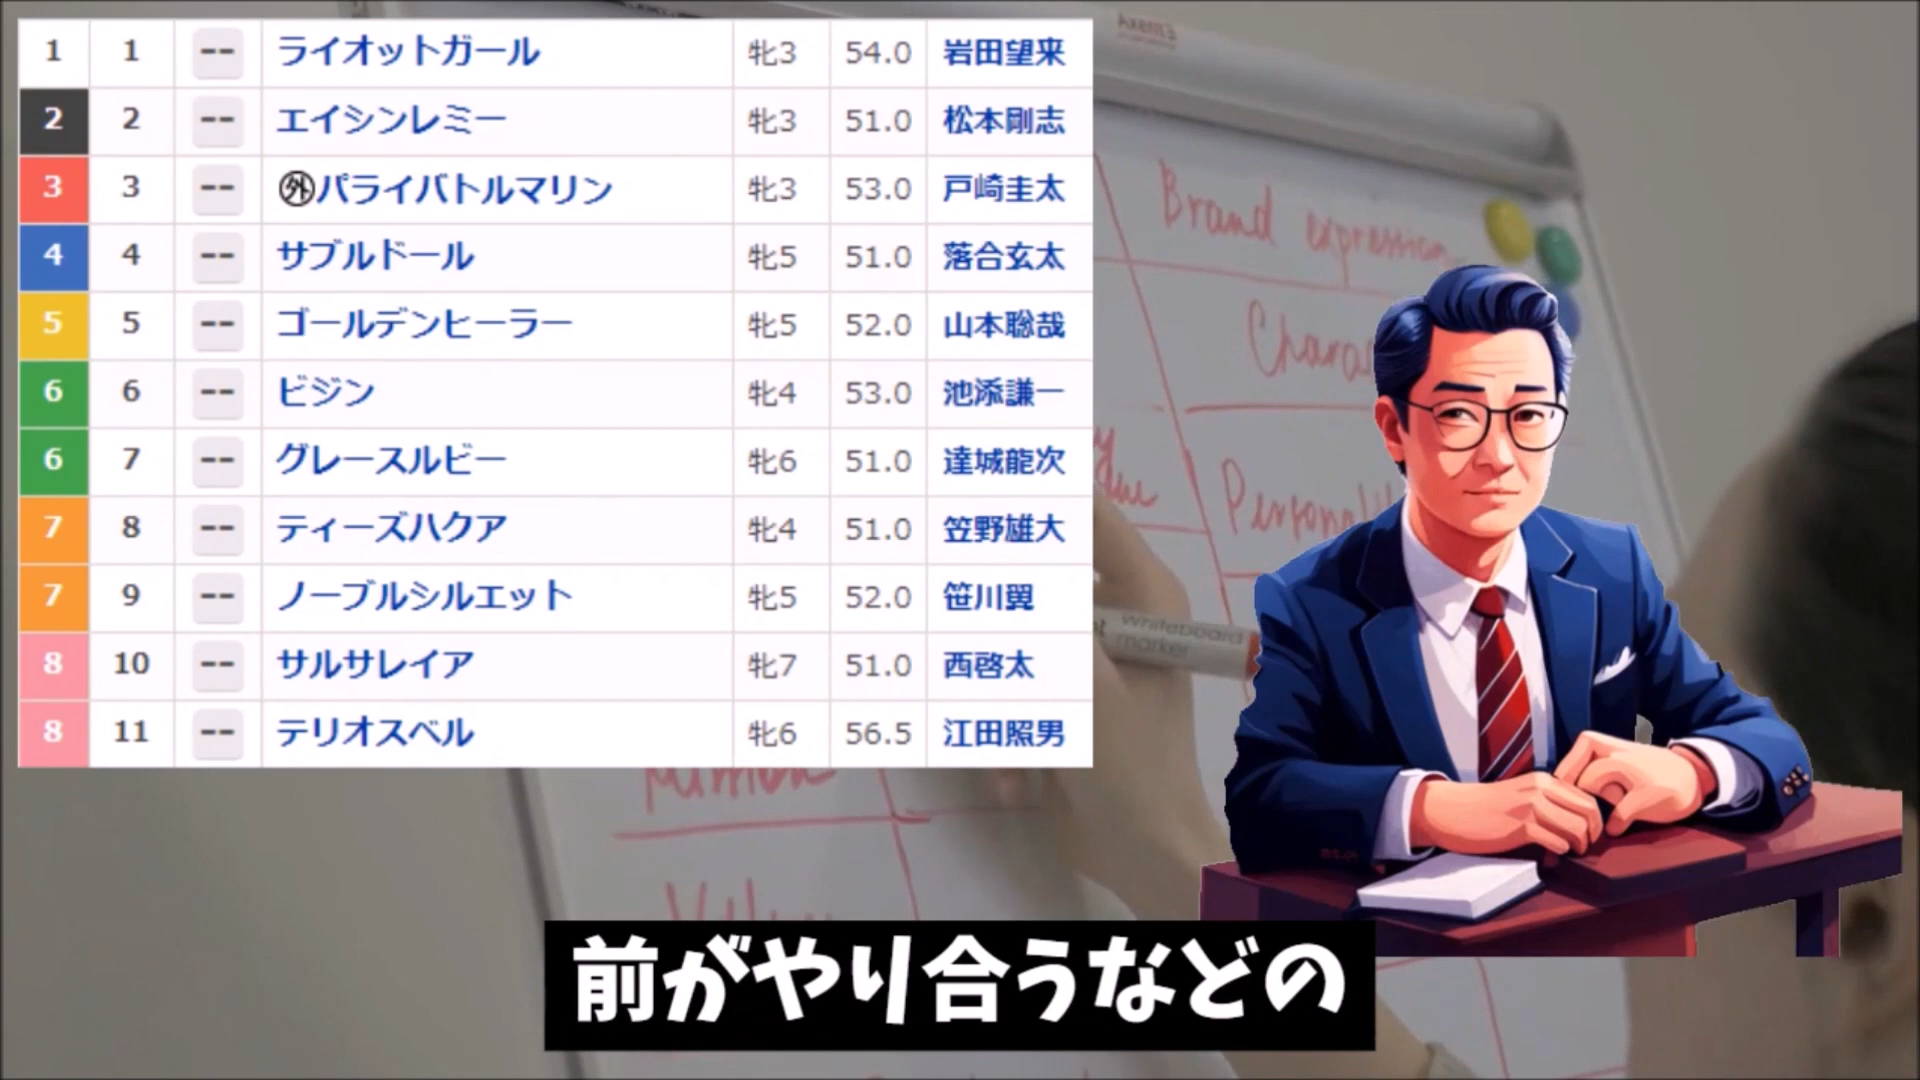 1 1 -- ライオットガール 牝3 54.0 岩田望来
2 2 -- エイシンレミー 牝3 51.0 松本剛志
3 3 -- 外パライバトルマリン 牝3 53.0 戸崎圭太
4 4 -- サブルドール 牝5 51.0 落合玄太
5 5 -- ゴールデンヒーラー 牝5 52.0 山本聡哉
6 6 -- ビジン 牝4 53.0 池添謙一
6 7 -- グレースルビー 牝6 51.0 達城龍次
7 8 -- ティーズハクア 牝4 51.0 笠野雄大
7 9 -- ノーブルシルエット 牝5 52.0 笹川翼
8 10 -- サルサレイア 牝7 51.0 西啓太
8 11 -- テリオスベル 牝6 56.5 江田照男
Brand expression
whiteboard
marker
前がやり合うなどの